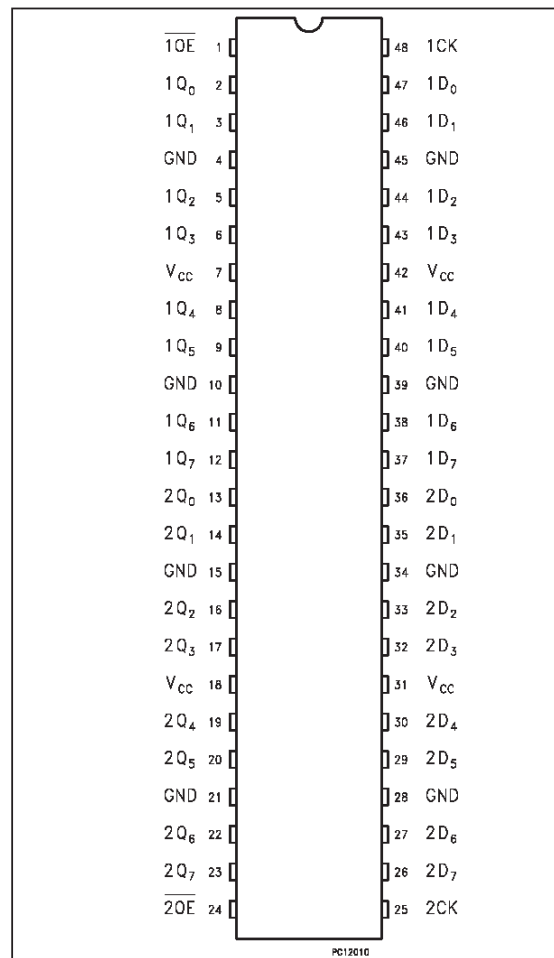 1OE 1 48 1CK
1Q0 2 47 1D0
1Q1 3 46 1D1
GND 4 45 GND
1Q2 5 44 1D2
1Q3 6 43 1D3
VCC 7 42 VCC
1Q4 8 41 1D4
1Q5 9 40 1D5
GND 10 39 GND
1Q6 11 38 1D6
1Q7 12 37 1D7
2Q0 13 36 2D0
2Q1 14 35 2D1
GND 15 34 GND
2Q2 16 33 2D2
2Q3 17 32 2D3
VCC 18 31 VCC
2Q4 19 30 2D4
2Q5 20 29 2D5
GND 21 28 GND
2Q6 22 27 2D6
2Q7 23 26 2D7
2OE 24 25 2CK
PC12010